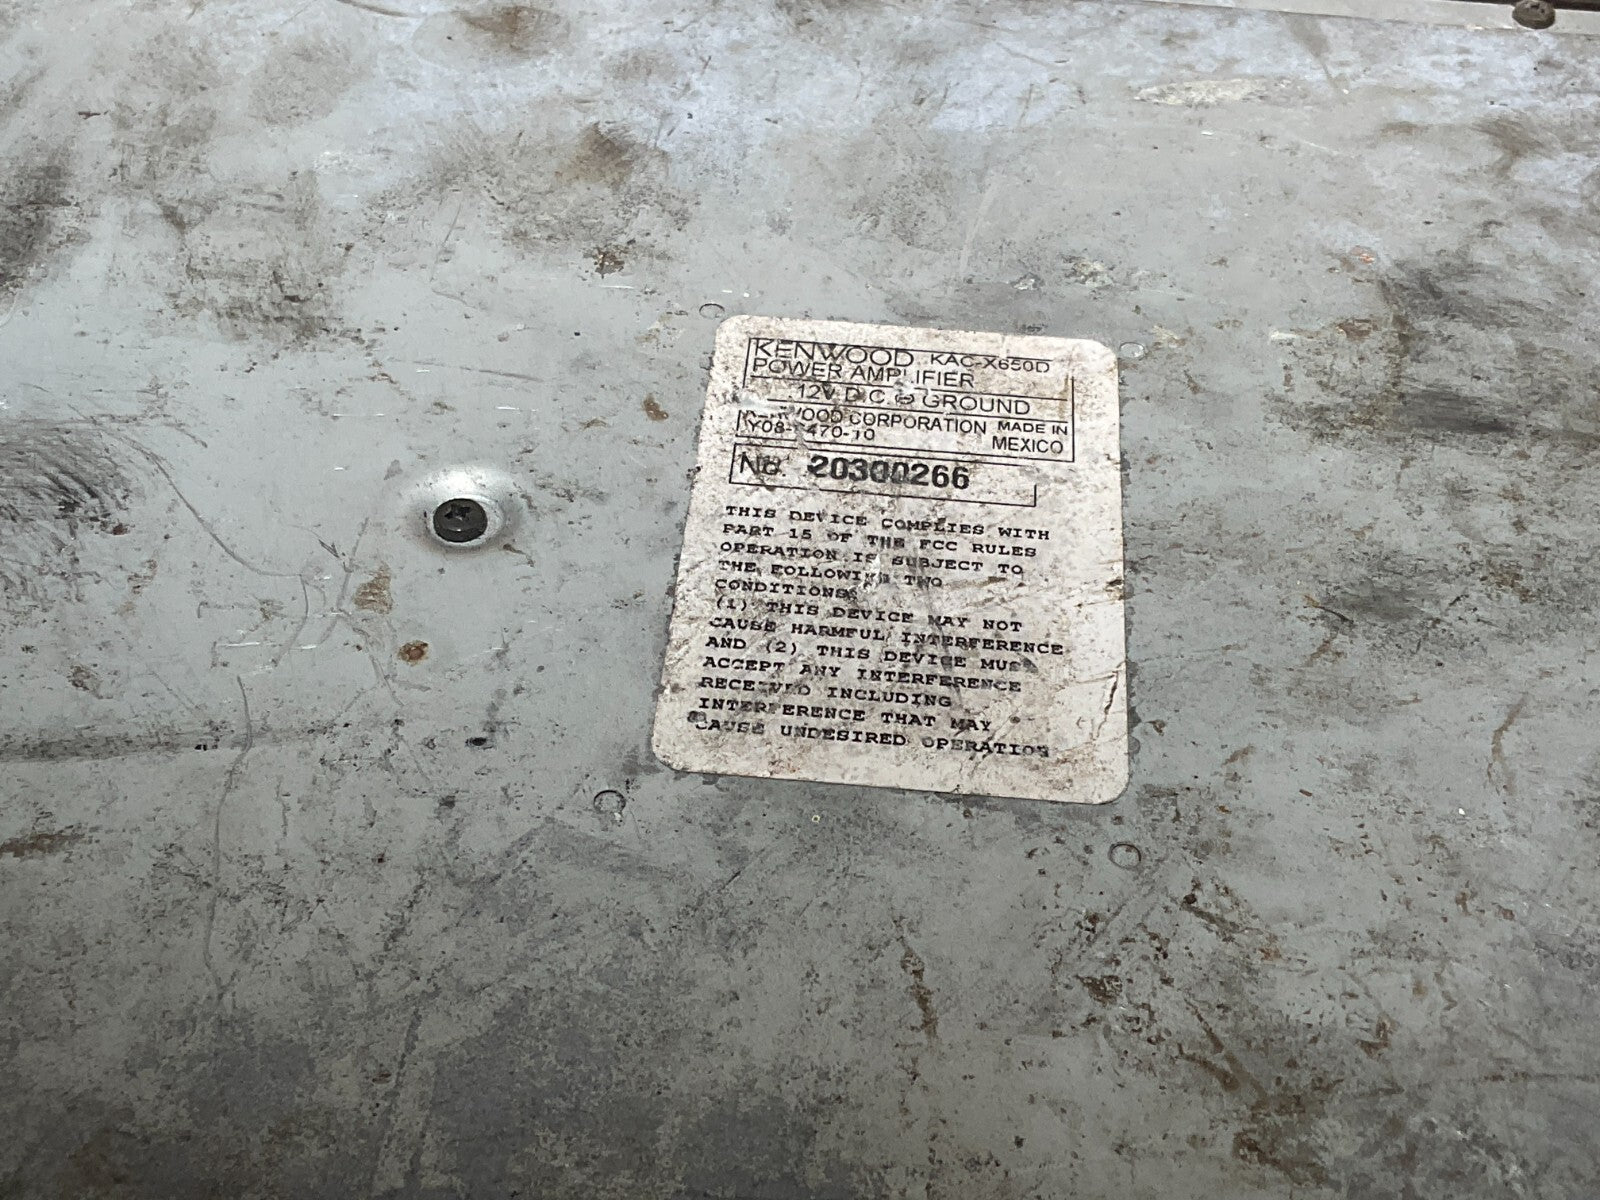 KENWOOD KAC-X650D
POWER AMPLIFIER
12V D.C. ⊖ GROUND
KENWOOD CORPORATION MADE IN
MEXICO
No. 20300266
THIS DEVICE COMPLIES WITH
PART 15 OF THE FCC RULES
OPERATION IS SUBJECT TO
THE FOLLOWING TWO
CONDITIONS
(1) THIS DEVICE MAY NOT
CAUSE HARMFUL INTERFERENCE
AND (2) THIS DEVICE MUST
ACCEPT ANY INTERFERENCE
RECEIVED INCLUDING
INTERFERENCE THAT MAY
CAUSE UNDESIRED OPERATION